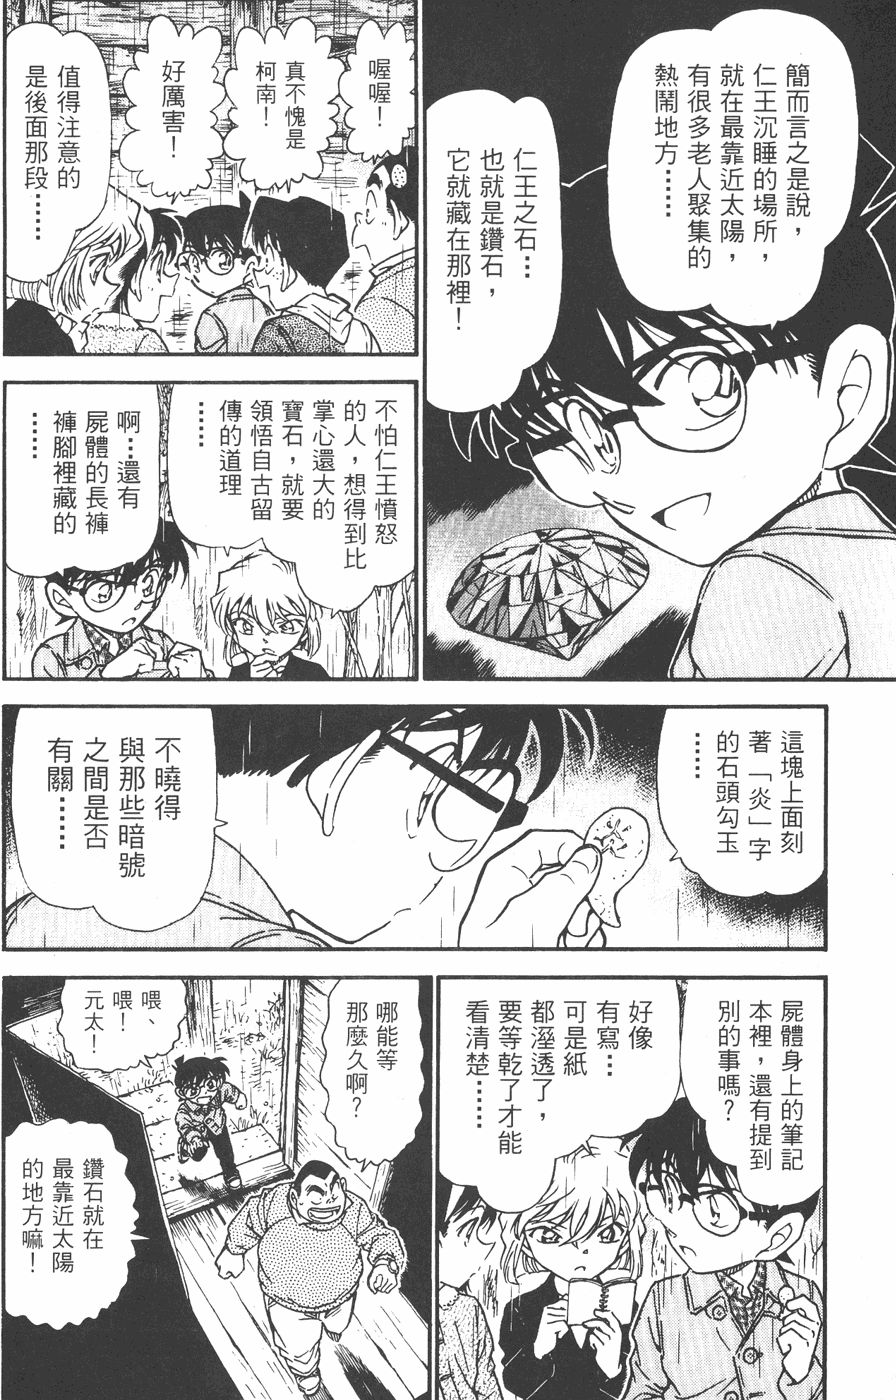 簡而言之是說，
仁王沉睡的場所，
就在最靠近太陽，
有很多老人聚集的
熱鬧地方……
仁王之石…
也就是鑽石，
它就藏在那裡！
喔喔！
真不愧是
柯南！
好厲害！
值得注意的
是後面那段……
不怕仁王憤怒
的人，想得到比
掌心還大的
寶石，就要
領悟自古留
傳的道理
……
啊…還有
屍體的長褲
褲腳裡藏的
……
這塊上面刻
著「炎」字
的石頭勾玉
……
不曉得
與那些暗號
之間是否
有關……
屍體身上的筆記
本裡，還有提到
別的事嗎？
好像
有寫…
可是紙
都溼透了，
要等乾了才能
看清楚……
哪能等
那麼久啊？
喂、
喂！
元太！
鑽石就在
最靠近太陽
的地方嘛！
炎